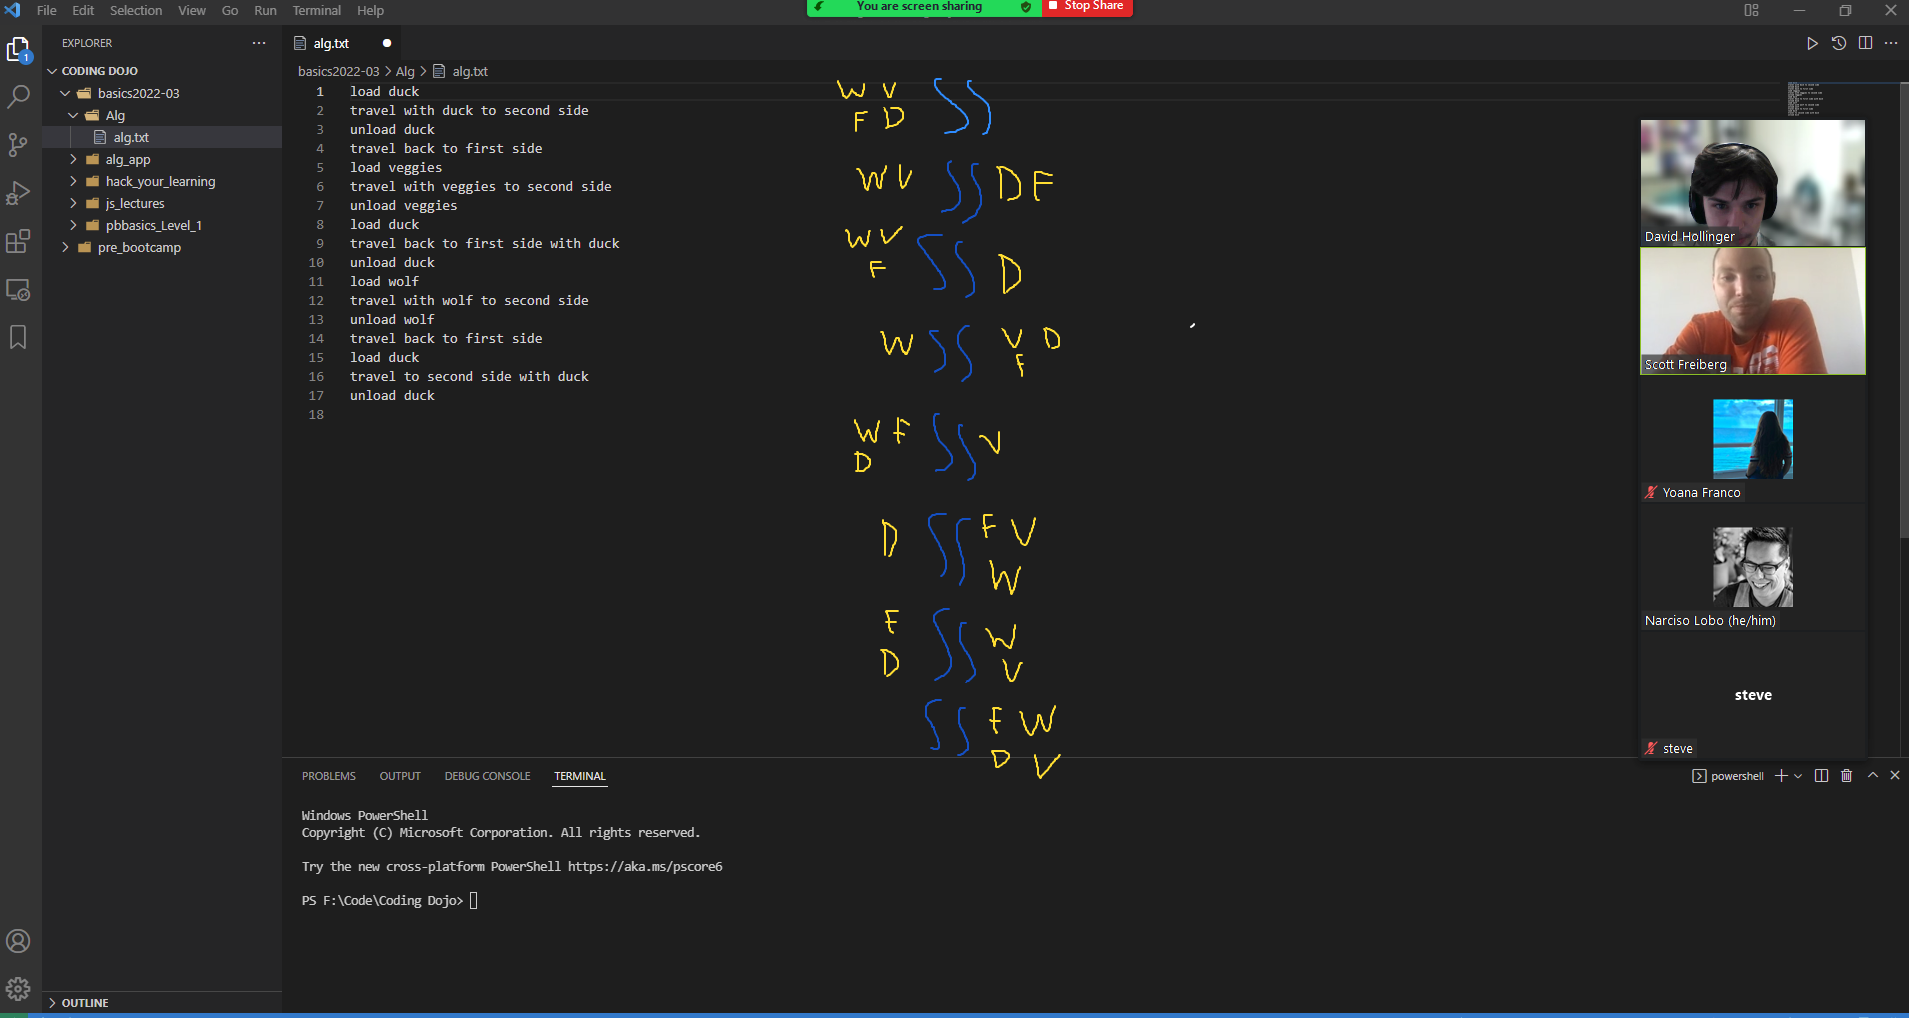 File Edit Selection View Go Run Terminal Help
You are screen sharing
Stop Share
EXPLORER
1
CODING DOJO
basics2022-03
Alg
alg.txt
alg_app
hack_your_learning
js_lectures
pbbasics_Level_1
pre_bootcamp
OUTLINE
alg.txt
basics2022-03 > Alg > alg.txt
1 load duck
2 travel with duck to second side
3 unload duck
4 travel back to first side
5 load veggies
6 travel with veggies to second side
7 unload veggies
8 load duck
9 travel back to first side with duck
10 unload duck
11 load wolf
12 travel with wolf to second side
13 unload wolf
14 travel back to first side
15 load duck
16 travel to second side with duck
17 unload duck
18
W V
F D
W V D F
W V
F D
W V D
F
W F V
D
D F V
W
F W
D V
F W
D V
David Hollinger
Scott Freiberg
Yoana Franco
Narciso Lobo (he/him)
steve
steve
PROBLEMS OUTPUT DEBUG CONSOLE TERMINAL
powershell
Windows PowerShell
Copyright (C) Microsoft Corporation. All rights reserved.
Try the new cross-platform PowerShell https://aka.ms/pscore6
PS F:\Code\Coding Dojo>